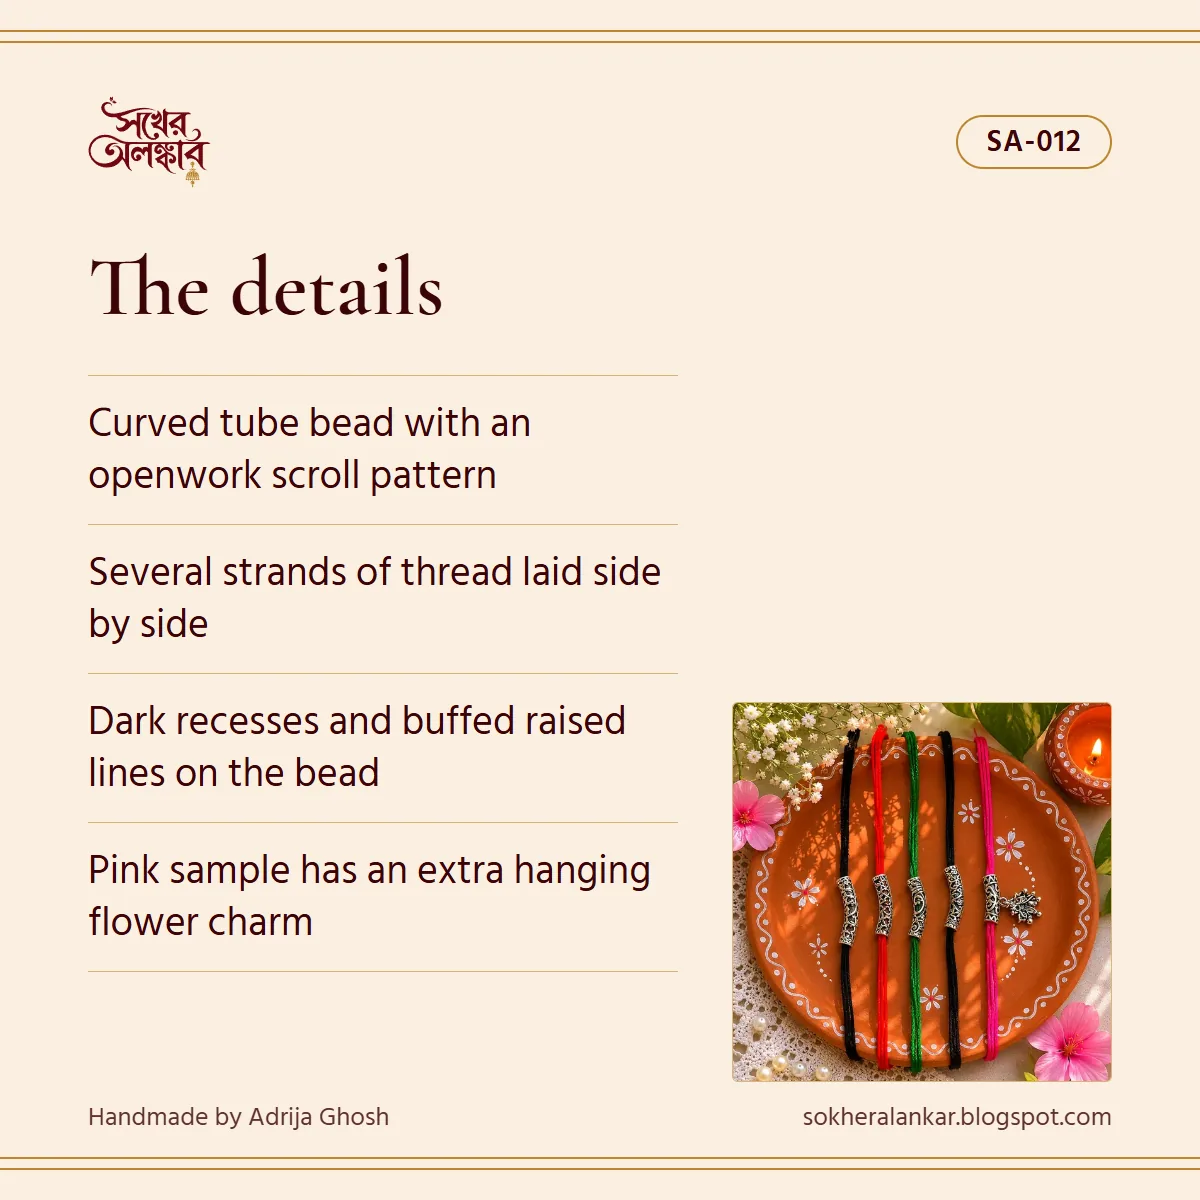 সখের
অলঙ্কার
SA-012
The details
Curved tube bead with an
openwork scroll pattern
Several strands of thread laid side
by side
Dark recesses and buffed raised
lines on the bead
Pink sample has an extra hanging
flower charm
Handmade by Adrija Ghosh
sokheralankar.blogspot.com